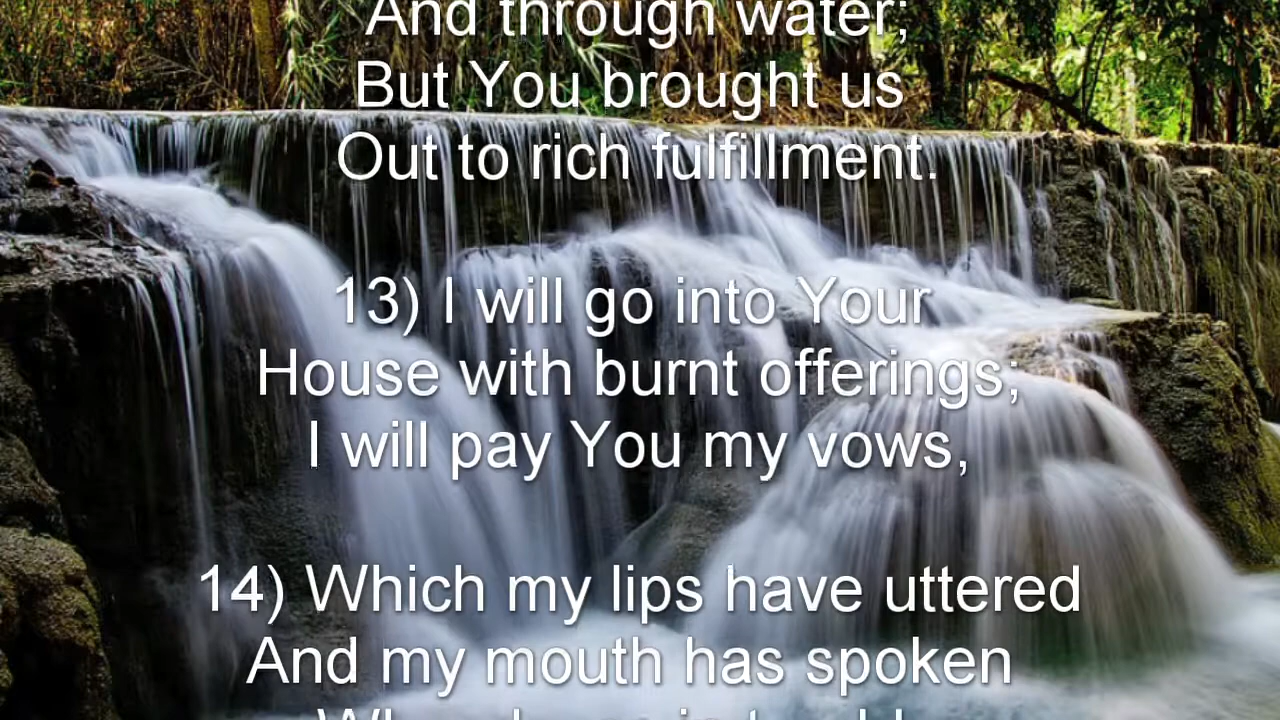 And through water;
But You brought us
Out to rich fulfillment.
13) I will go into Your
House with burnt offerings;
I will pay You my vows,
14) Which my lips have uttered
And my mouth has spoken